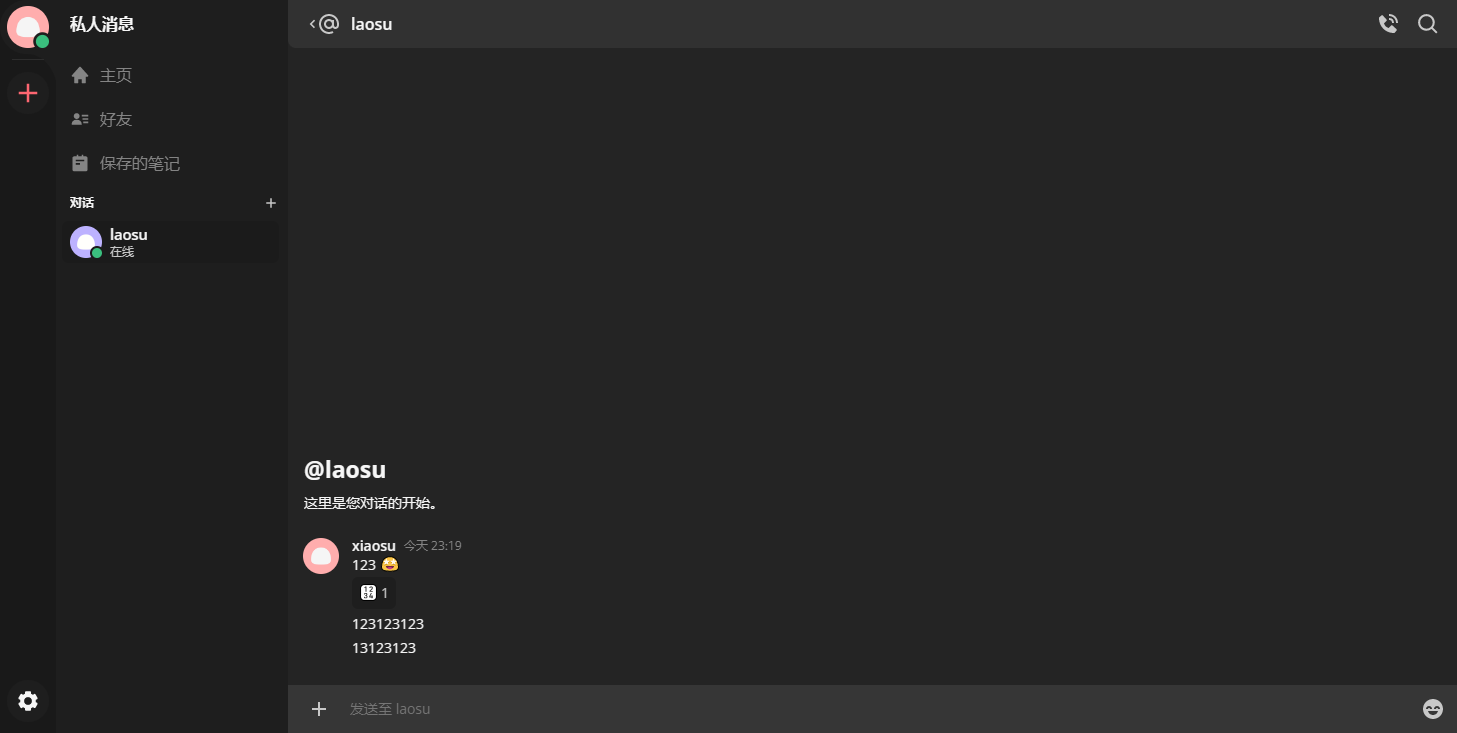 私人消息
主页
好友
保存的笔记
对话
laosu
在线
laosu
@laosu
这里是您对话的开始。
xiaosu 今天 23:19
123 😜
🔢 1
123123123
13123123
发送至 laosu